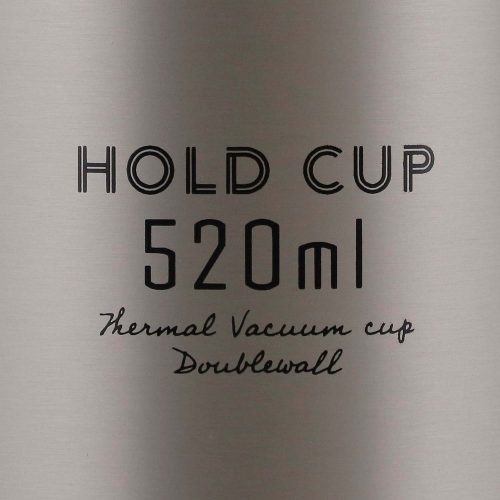 HOLD CUP
520ml
Thermal Vacuum cup
Doublewall